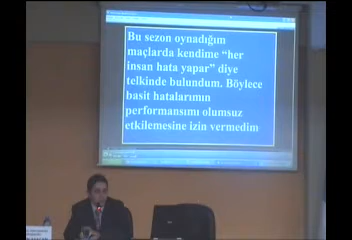 Bu sezon oynadığım
maçlarda kendime “her
insan hata yapar” diye
telkinde bulundum. Böylece
basit hatalarımın
performansımı olumsuz
etkilemesine izin vermedim